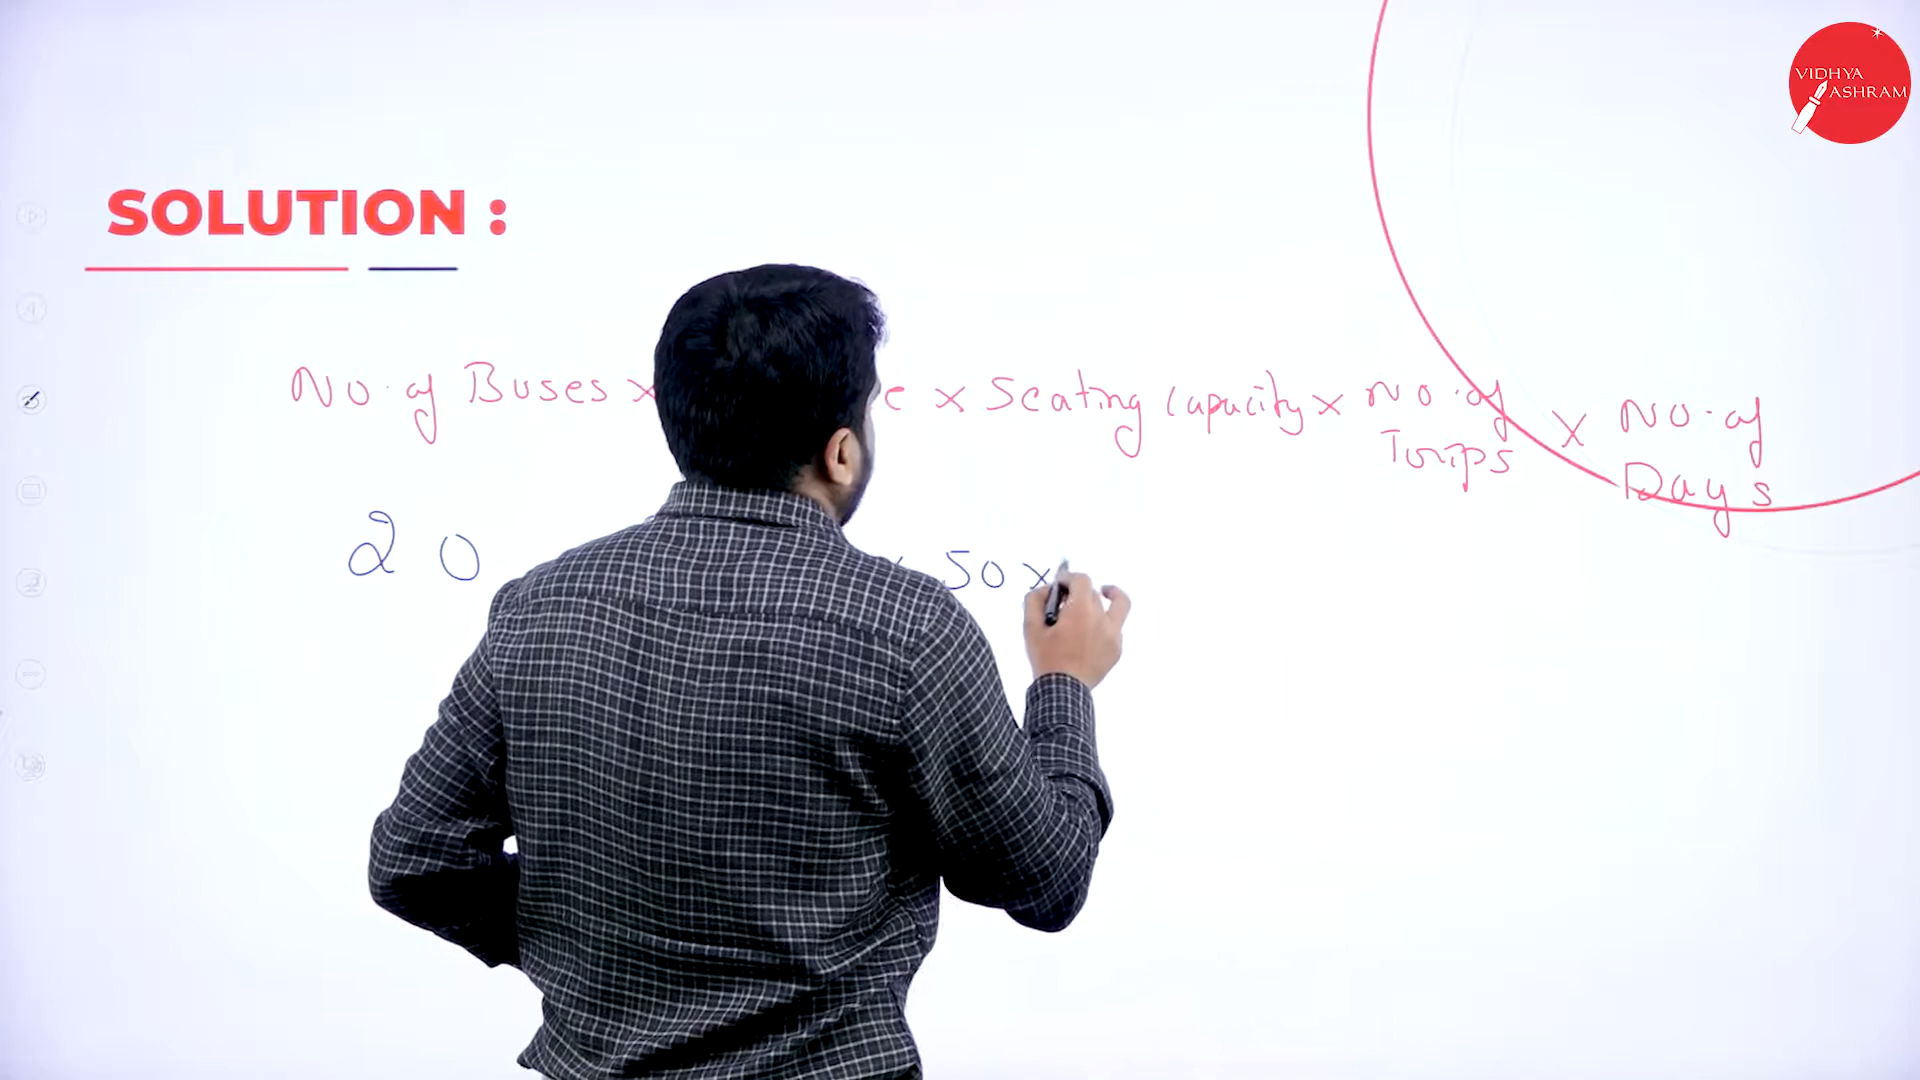 VIDHYA
ASHRAM
SOLUTION :
No. of Buses × e × Seating Capacity × No. of Trips × No. of Days
20 × 50 ×